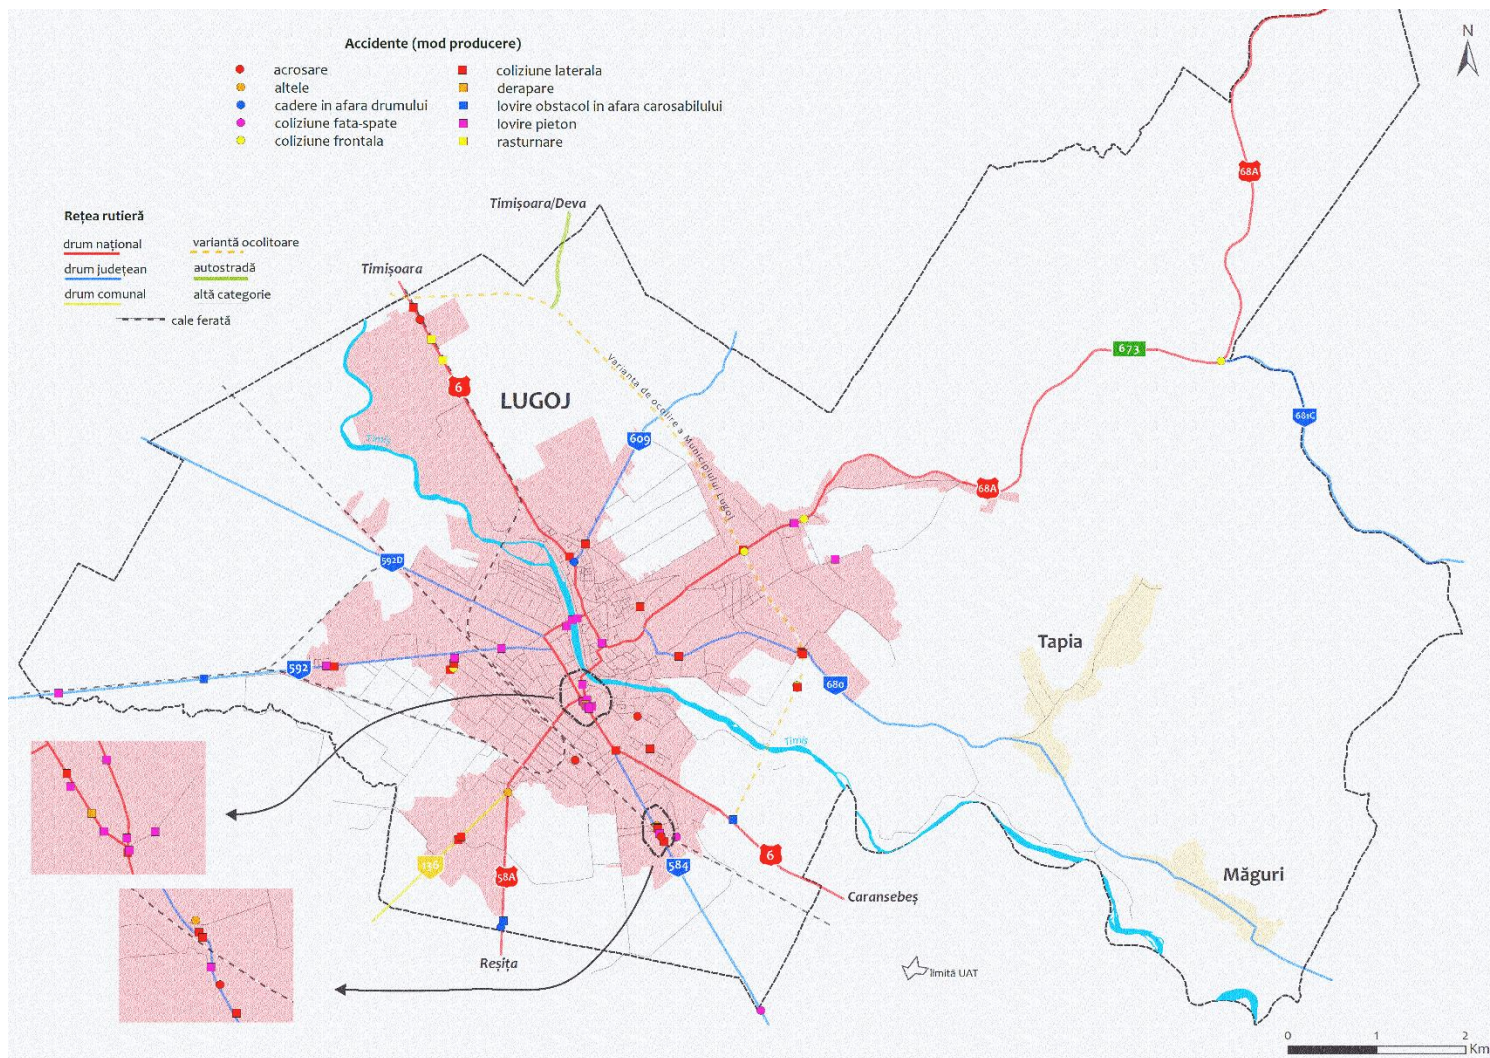 N
Accidente (mod producere)
acrosare
coliziune laterala
altele
derapare
cadere in afara drumului
lovire obstacol in afara carosabilului
coliziune fata-spate
lovire pieton
coliziune frontala
rasturnare
68A
Timișoara/Deva
Rețea rutieră
drum național
variantă ocolitoare
drum județean
autostradă
drum comunal
altă categorie
cale ferată
Timișoara
673
6
LUGOJ
Varianta de ocolire a Municipiului Lugoj
681C
609
Timiș
68A
592D
Tapia
592
680
Timiș
6
136
58A
584
Măguri
Caransebeș
Reșița
limită UAT
0 1 2
Km